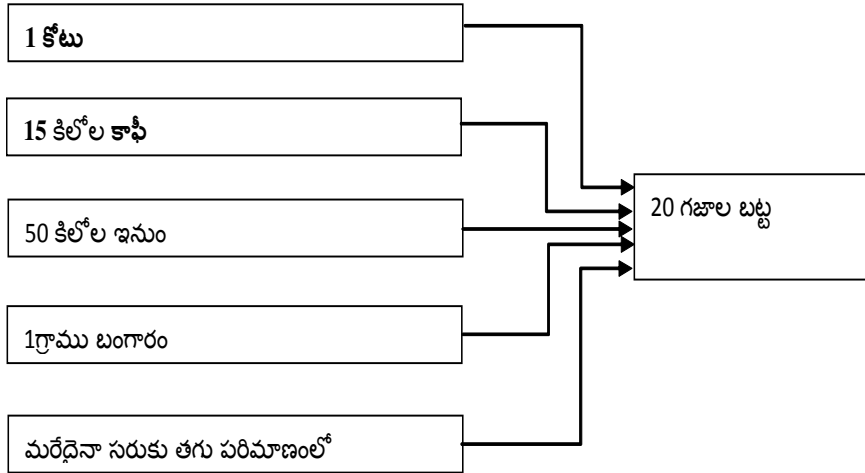 1 కోటు
15 కిలోల కాఫీ
50 కిలోల ఇనుం
1గ్రాము బంగారం
మరేదైనా సరుకు తగు పరిమాణంలో
20 గజాల బట్ట